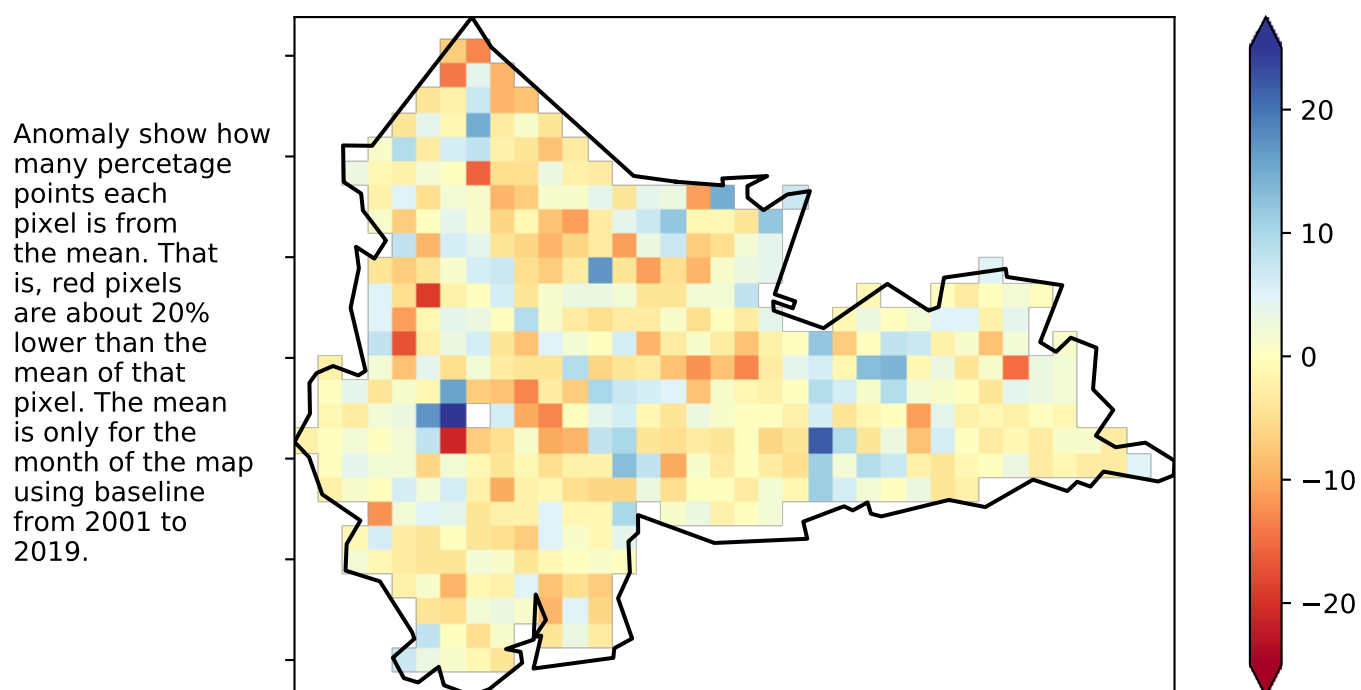 Anomaly show how
many percetage
points each
pixel is from
the mean. That
is, red pixels
are about 20%
lower than the
mean of that
pixel. The mean
is only for the
month of the map
using baseline
from 2001 to
2019.
20
10
0
−10
−20